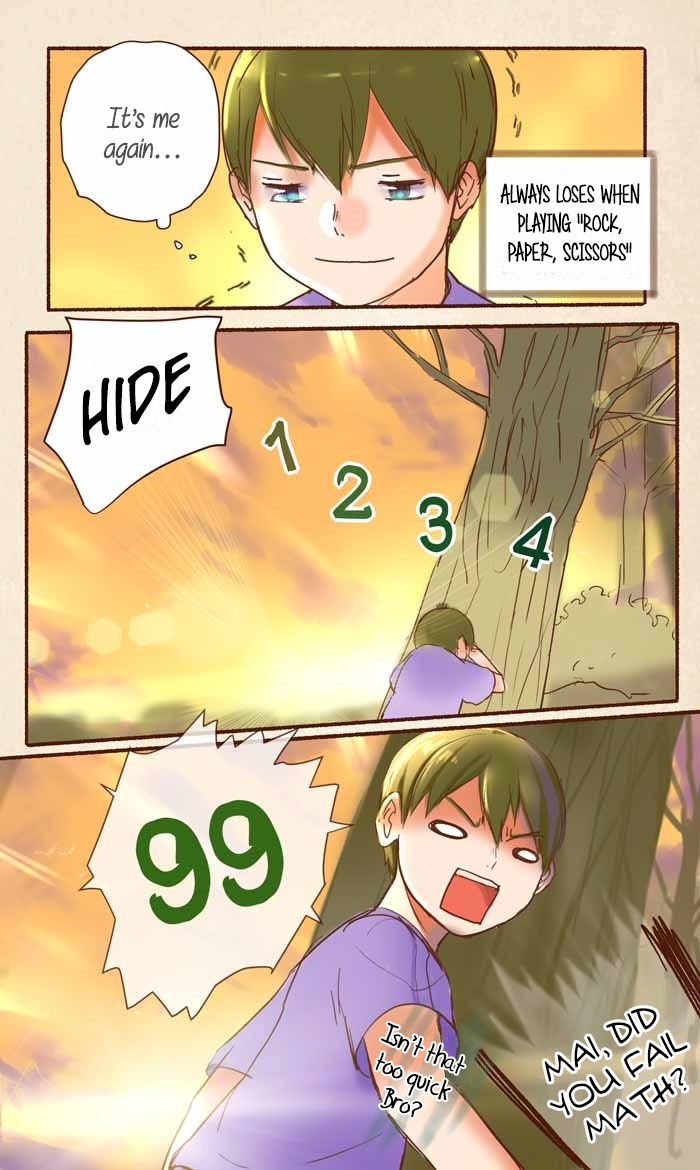 It's me
again...
ALWAYS LOSES WHEN
PLAYING "ROCK,
PAPER, SCISSORS"
HIDE
1
2
3
4
99
Isn't that
too quick
Bro?
MAI, DID
YOU FAIL
MATH?